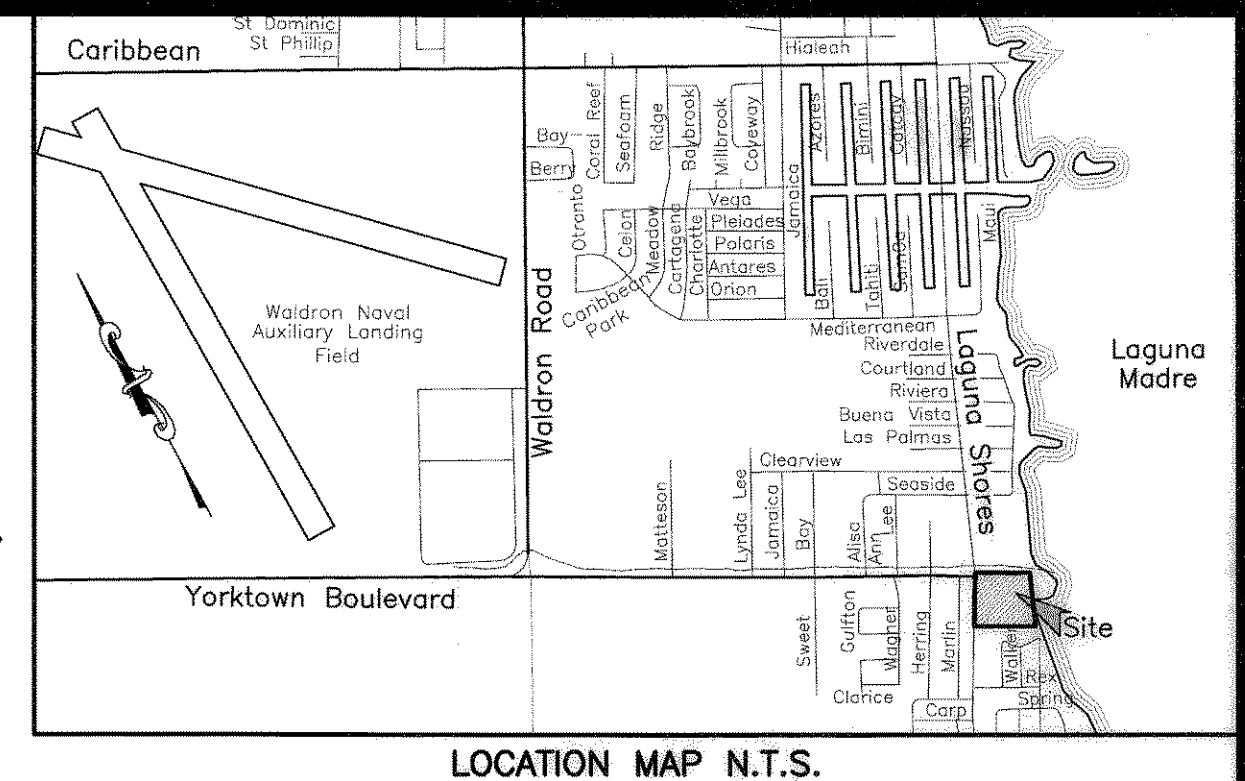 St Dominic
St Phillip
Caribbean
Hialeah
Bay
Berry
Coral Reef
Seafoam
Ridge
Baybrook
Millbrook
Coveway
Azores
Bimini
Catcay
Nassau
Otranto
Ceion
Meadow
Cartagena
Charlotte
Vega
Pleiades
Polaris
Antares
Orion
Jamaica
Bali
Tahiti
Samoa
Maui
Caribbean
Park
Waldron Naval
Auxiliary Landing
Field
Waldron Road
Mediterranean
Riverdale
Courtland
Riviera
Buena Vista
Las Palmas
Laguna Shores
Laguna
Madre
Clearview
Seaside
Matteson
Lynda Lee
Jamaica
Bay
Alisa
Ann
Lee
Yorktown Boulevard
Sweet
Gulfton
Wagner
Herring
Marlin
Clarice
Carp
Walker
Rex
Spring
Site
LOCATION MAP N.T.S.